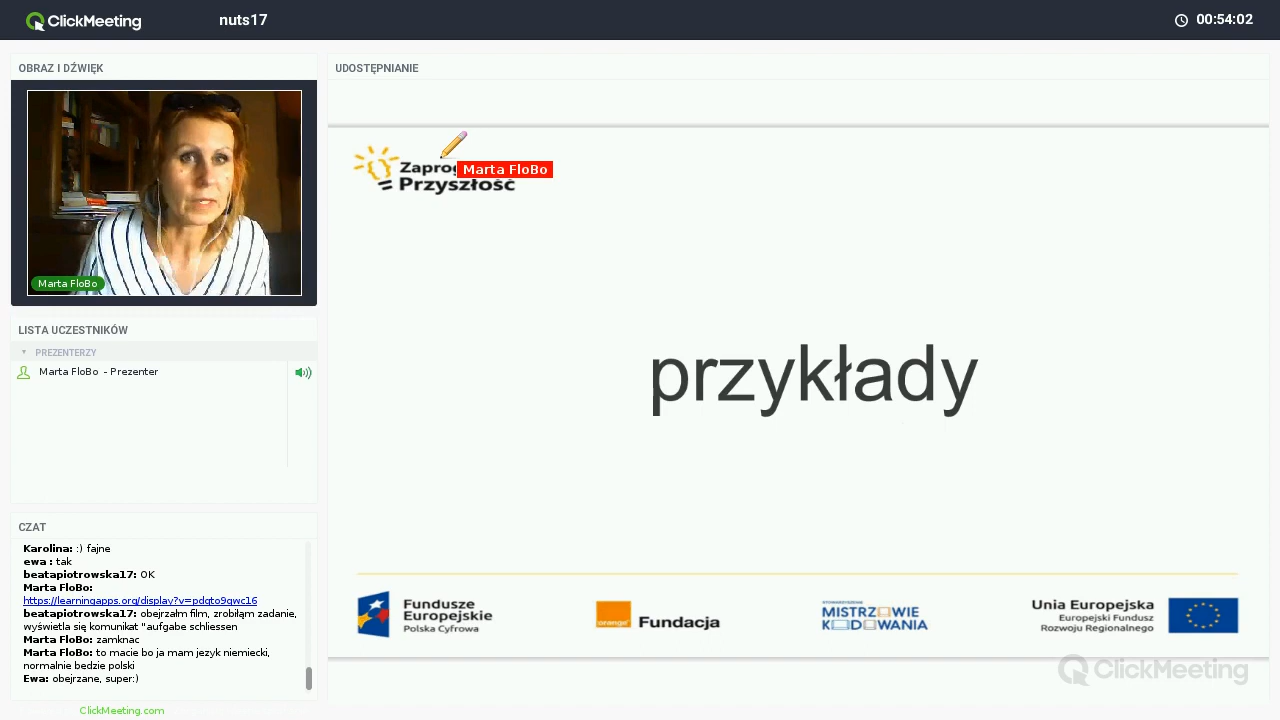 ClickMeeting
nuts17
00:54:02
OBRAZ I DŹWIĘK
Marta FloBo
LISTA UCZESTNIKÓW
PREZENTERZY
Marta FloBo - Prezenter
CZAT
Karolina: :) fajne
ewa : tak
beatapiotrowska17: OK
Marta FloBo:
https://learningapps.org/display?v=pdqto9qwc16
beatapiotrowska17: obejrzałm film, zrobiłąm zadanie,
wyświetla się komunikat "aufgabe schliessen
Marta FloBo: zamknac
Marta FloBo: to macie bo ja mam jezyk niemiecki,
normalnie bedzie polski
Ewa: obejrzane, super:)
ClickMeeting.com
UDOSTĘPNIANIE
Marta FloBo
Przyszłość
przykłady
Fundusze
Europejskie
Polska Cyfrowa
orange
Fundacja
STOWARZYSZENIE
MISTRZOWIE
KODOWANIA
Unia Europejska
Europejski Fundusz
Rozwoju Regionalnego
ClickMeeting